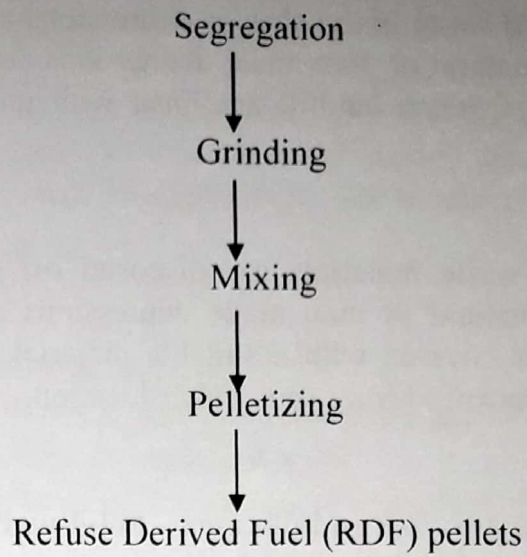 Segregation
Grinding
Mixing
Pelletizing
Refuse Derived Fuel (RDF) pellets